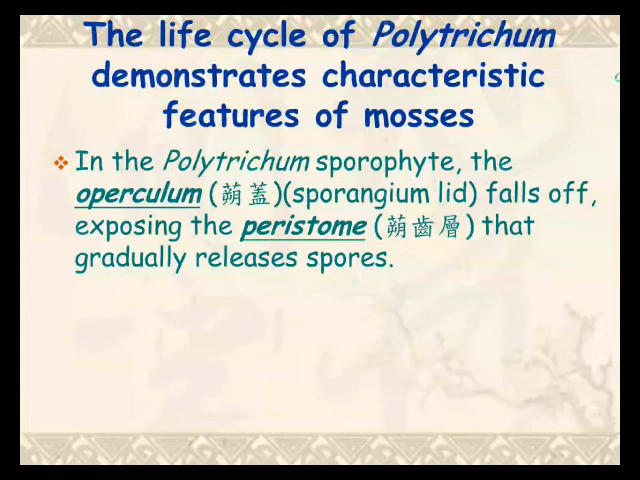 The life cycle of Polytrichum
demonstrates characteristic
features of mosses
In the Polytrichum sporophyte, the
operculum (蒴蓋)(sporangium lid) falls off,
exposing the peristome (蒴齒層) that
gradually releases spores.